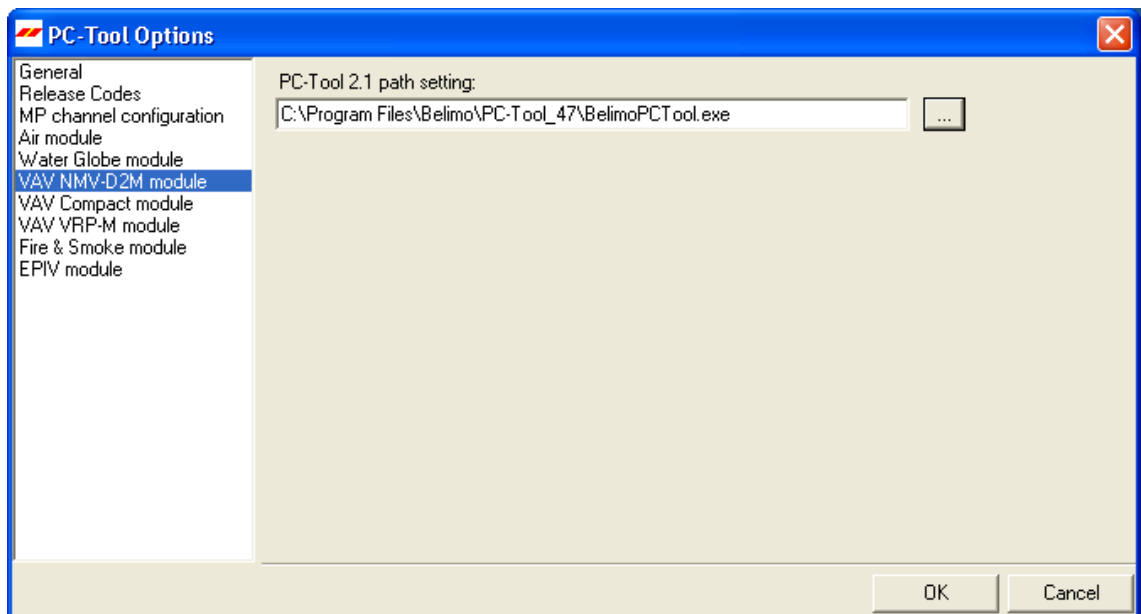 PC-Tool Options
General
Release Codes
MP channel configuration
Air module
Water Globe module
VAV NMV-D2M module
VAV Compact module
VAV VRP-M module
Fire & Smoke module
EPIV module
PC-Tool 2.1 path setting:
C:\Program Files\Belimo\PC-Tool_47\BelimoPCTool.exe
...
OK
Cancel